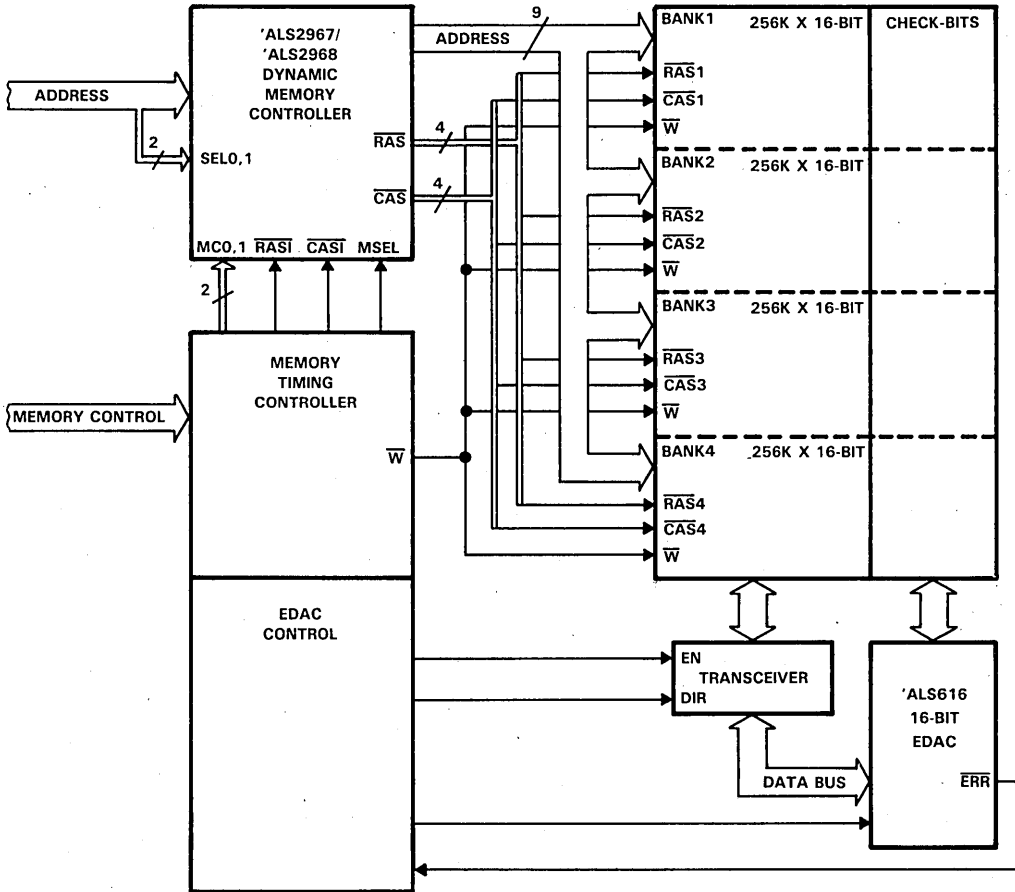 'ALS2967/
'ALS2968
DYNAMIC
MEMORY
CONTROLLER
ADDRESS
2
SEL0,1
RAS
4
CAS
4
MC0,1 RASI CASI MSEL
2
9
ADDRESS
BANK1 256K X 16-BIT CHECK-BITS
RAS1
CAS1
W
BANK2 256K X 16-BIT
RAS2
CAS2
W
BANK3 256K X 16-BIT
RAS3
CAS3
W
BANK4 256K X 16-BIT
RAS4
CAS4
W
MEMORY
TIMING
CONTROLLER
MEMORY CONTROL
W
EDAC
CONTROL
EN
TRANSCEIVER
DIR
'ALS616
16-BIT
EDAC
DATA BUS
ERR